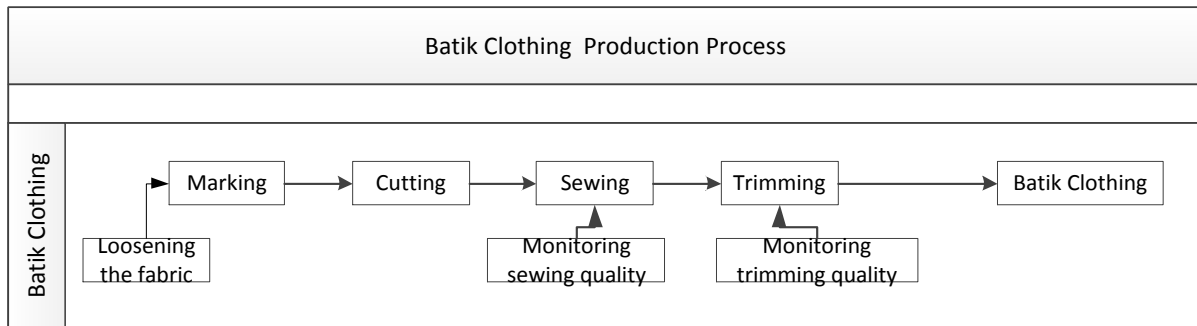 Batik Clothing  Production Process
Batik Clothing
Marking
Cutting
Sewing
Trimming
Batik Clothing
Loosening
the fabric
Monitoring
sewing quality
Monitoring
trimming quality